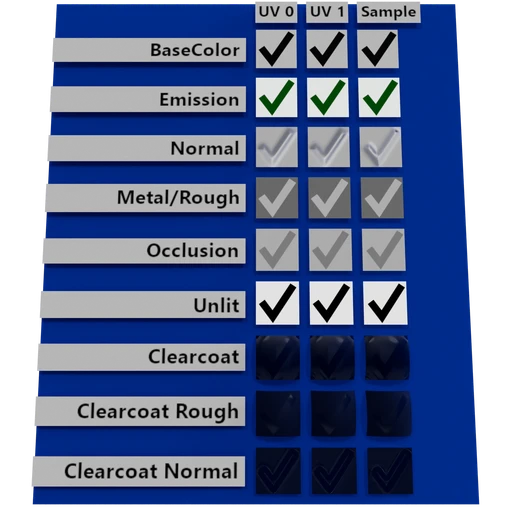 UV 0 UV 1 Sample
BaseColor
Emission
Normal
Metal/Rough
Occlusion
Unlit
Clearcoat
Clearcoat Rough
Clearcoat Normal